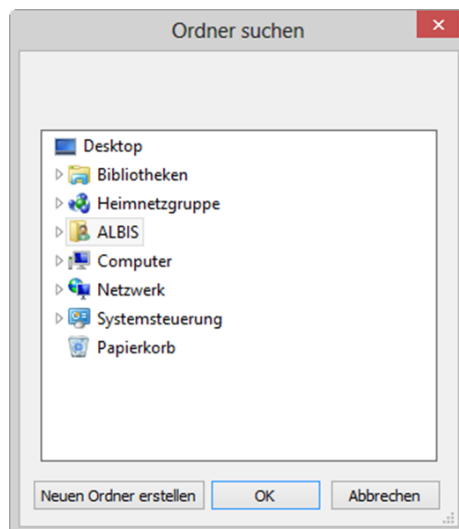 Ordner suchen
Desktop
Bibliotheken
Heimnetzgruppe
ALBIS
Computer
Netzwerk
Systemsteuerung
Papierkorb
Neuen Ordner erstellen OK Abbrechen